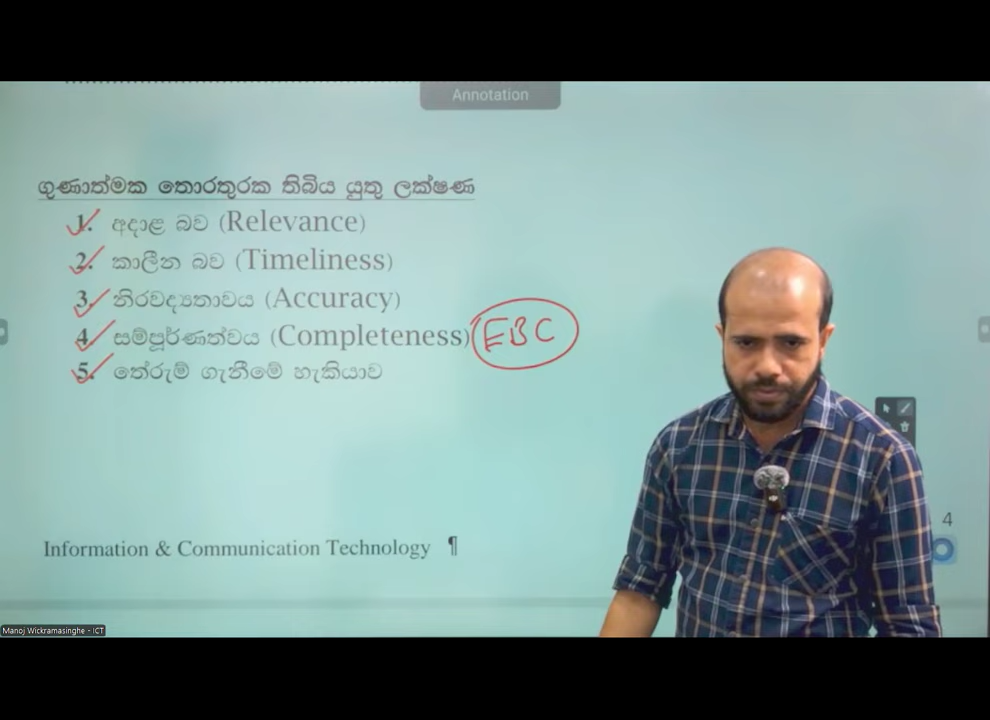 Annotation
ගුණාත්මක තොරතුරක තිබිය යුතු ලක්ෂණ
1. අදාළ බව (Relevance)
2. කාලීන බව (Timeliness)
3. නිරවද්‍යතාවය (Accuracy)
4. සම්පූර්ණත්වය (Completeness) EBC
5. තේරුම් ගැනීමේ හැකියාව
4
Information & Communication Technology ¶
Manoj Wickramasinghe - ICT